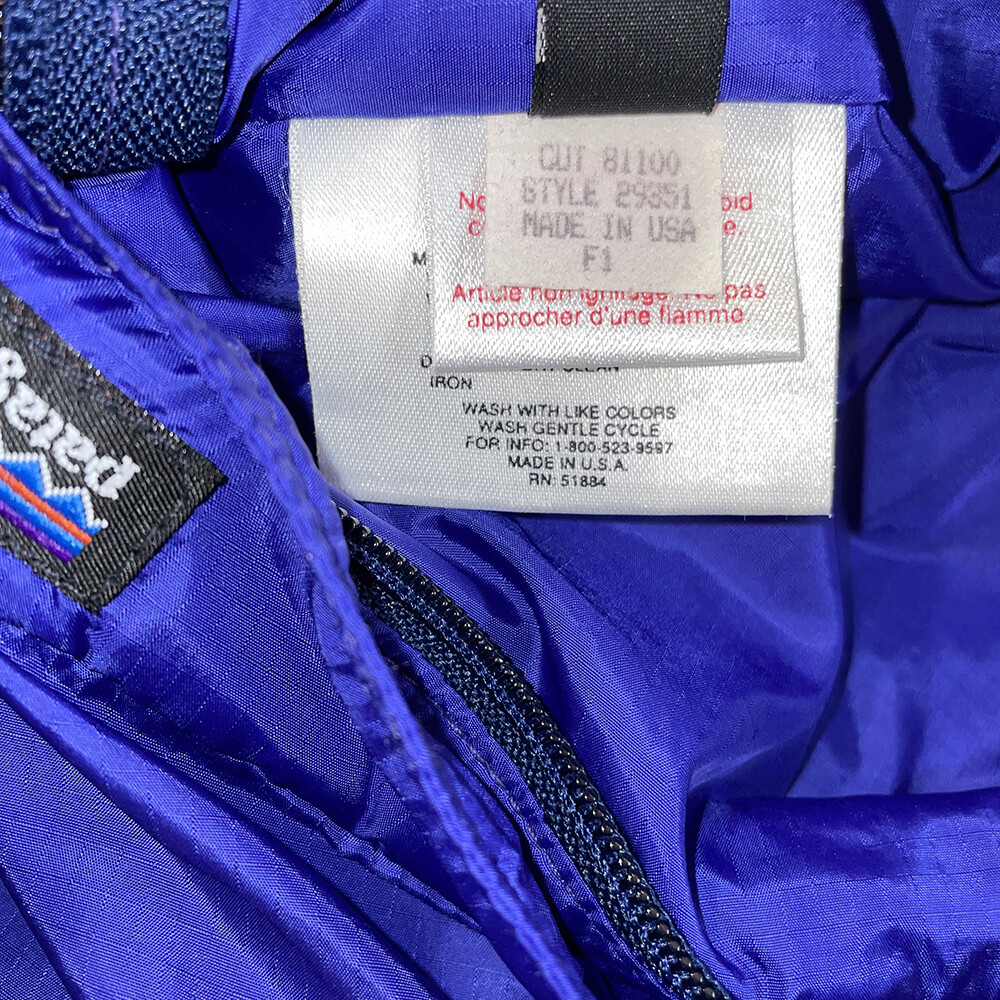 CUT 81100
STYLE 29351
MADE IN USA
F1
Article non ignifuge. Ne pas
approcher d'une flamme
IRON
WASH WITH LIKE COLORS
WASH GENTLE CYCLE
FOR INFO: 1-800-523-9597
MADE IN U.S.A.
RN: 51884
patag